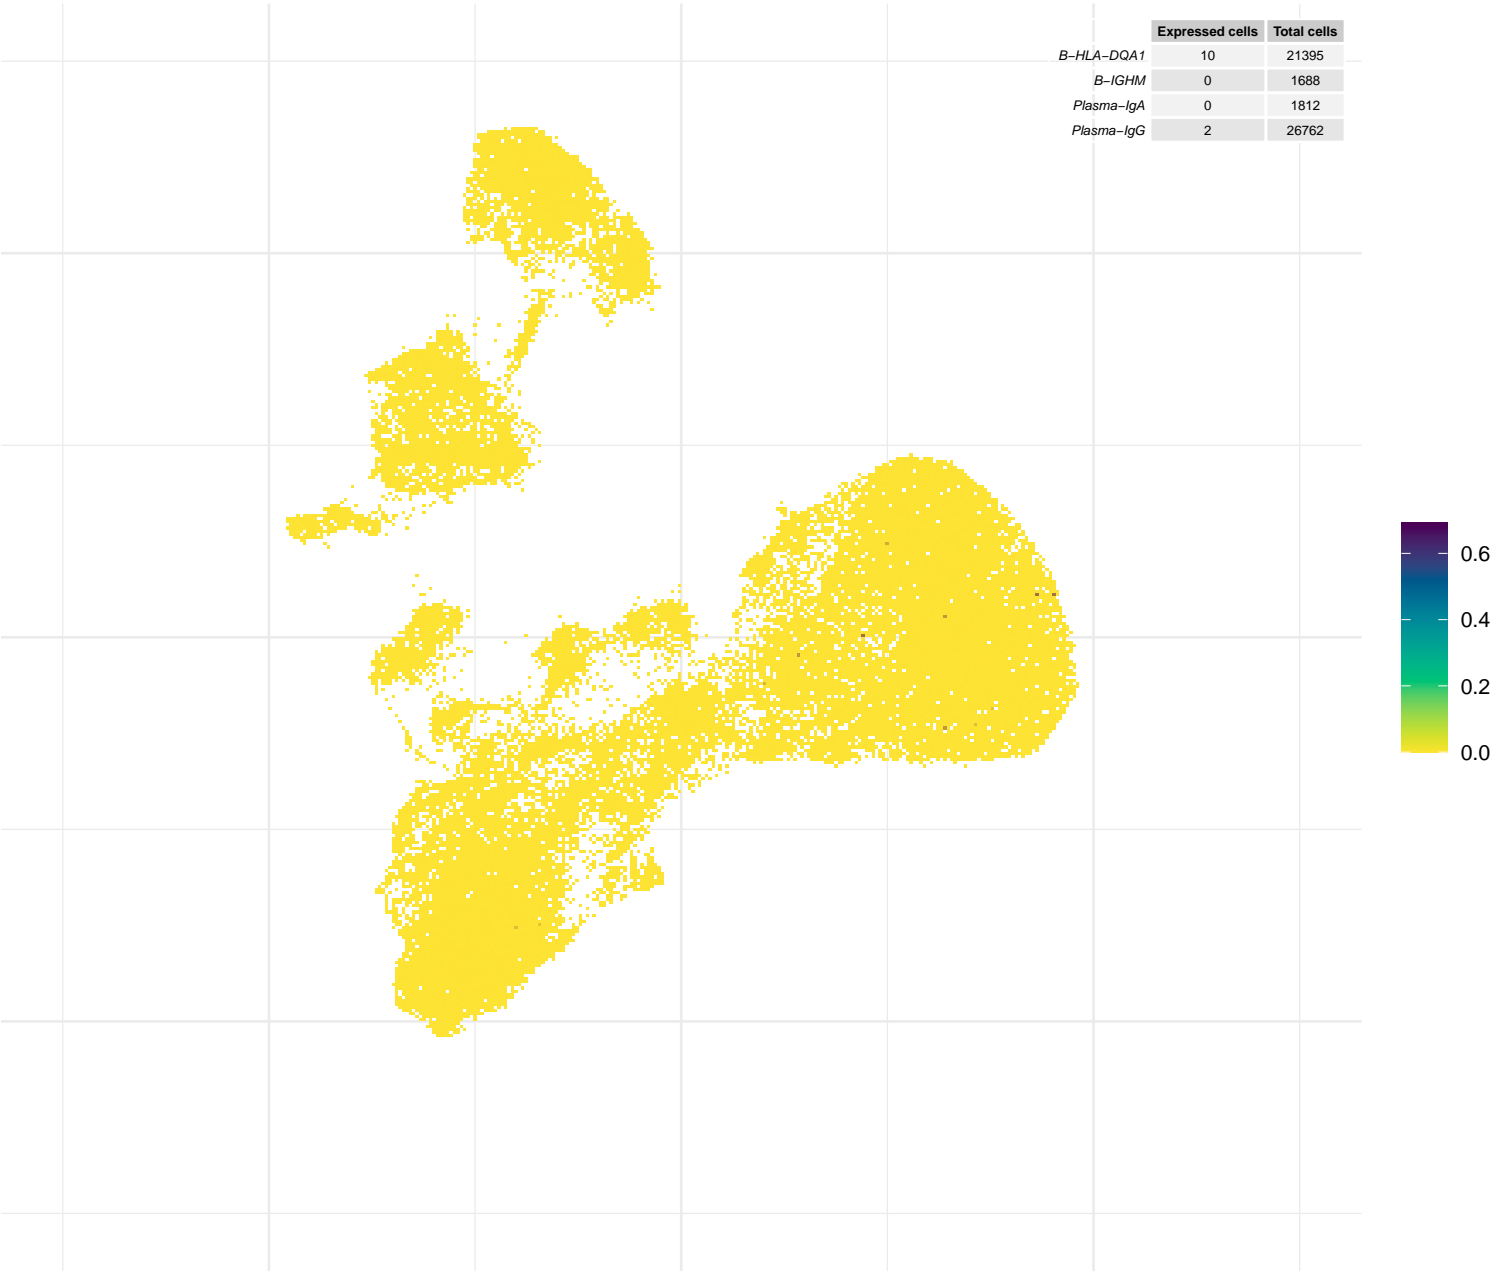 Expressed cells Total cells
B−HLA−DQA1 10 21395
B−IGHM 0 1688
Plasma−IgA 0 1812
Plasma−IgG 2 26762
0.6
0.4
0.2
0.0